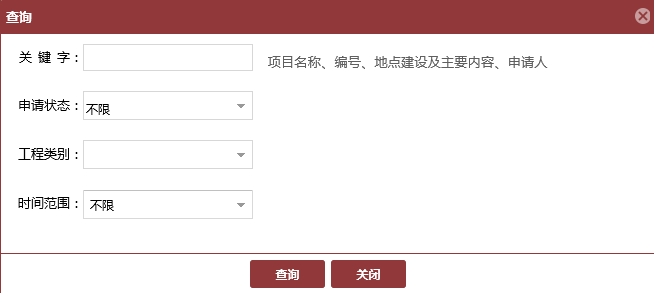 查询
关 键 字：
项目名称、编号、地点建设及主要内容、申请人
申请状态：不限
工程类别：
时间范围：不限
查询 关闭